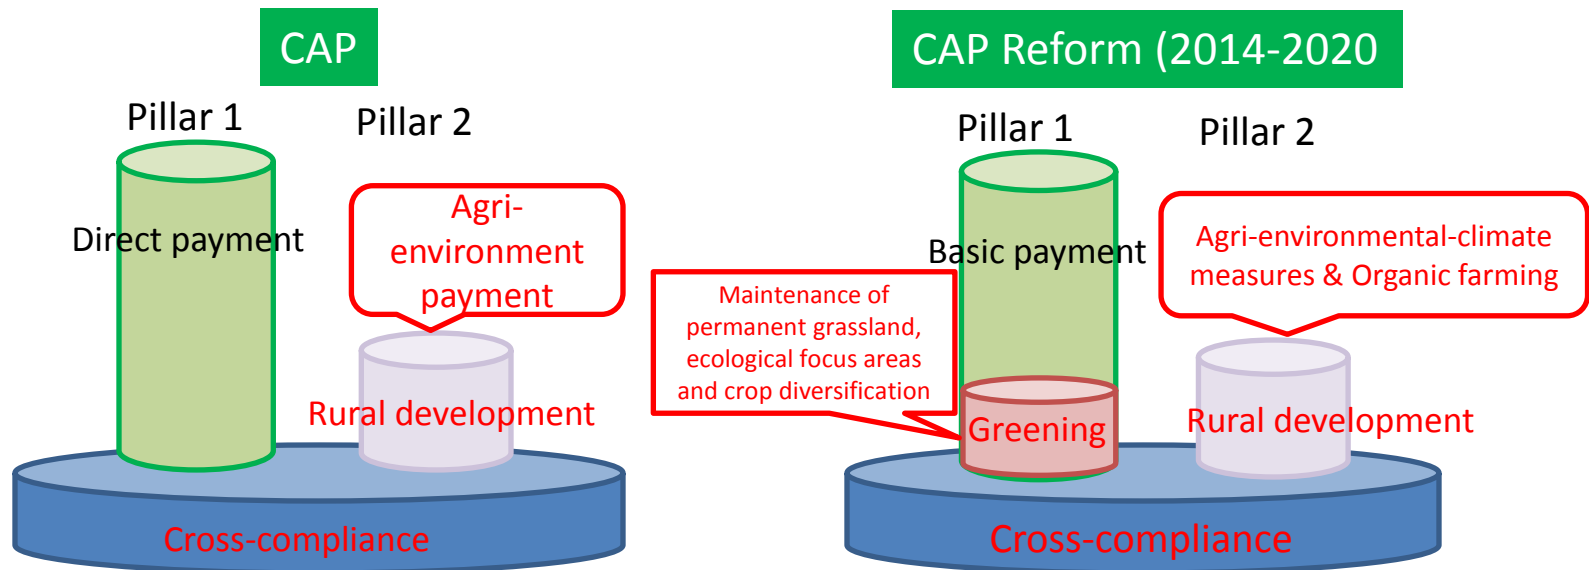 CAP
Pillar 1
Pillar 2
Direct payment
Agri-
environment
payment
Rural development
Cross-compliance
CAP Reform (2014-2020
Pillar 1
Pillar 2
Basic payment
Agri-environmental-climate
measures & Organic farming
Maintenance of
permanent grassland,
ecological focus areas
and crop diversification
Greening
Rural development
Cross-compliance